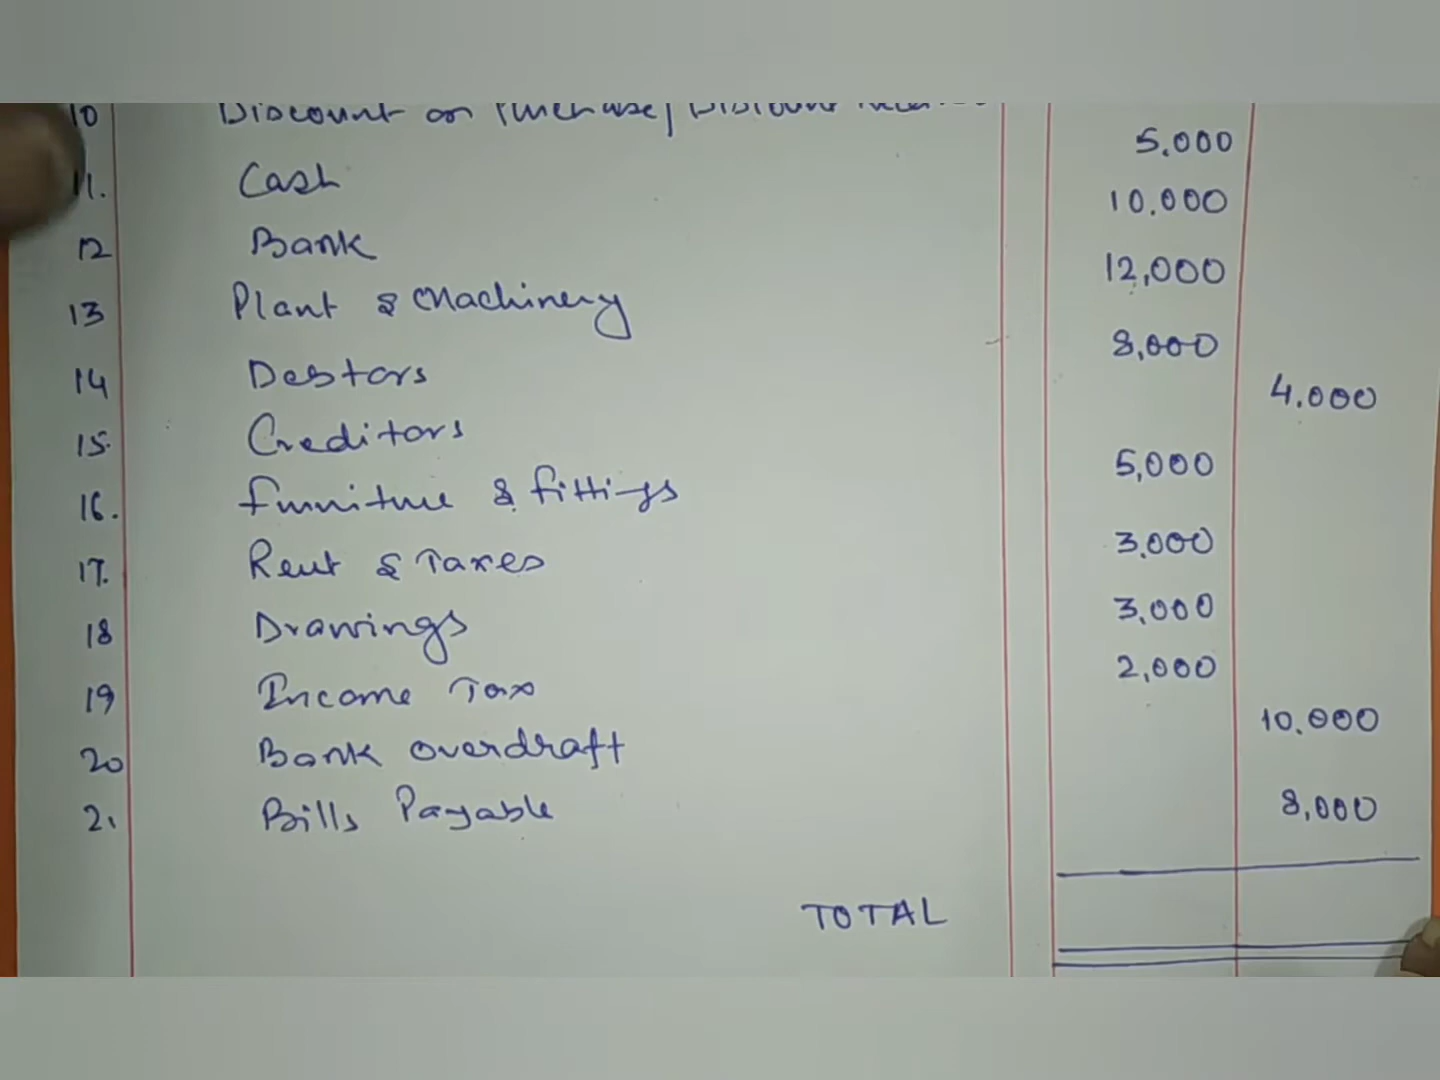 10 Discount on Purchase/ Discount
11. Cash 5.000
12 Bank 10.000
13 Plant & Machinery 12,000
14 Debtors 8,000
15. Creditors 4.000
16. Furniture & fittings 5,000
17. Rent & Taxes 3.000
18 Drawings 3,000
19 Income Tax 2,000
20 Bank overdraft 10.000
21 Bills Payable 8,000
TOTAL